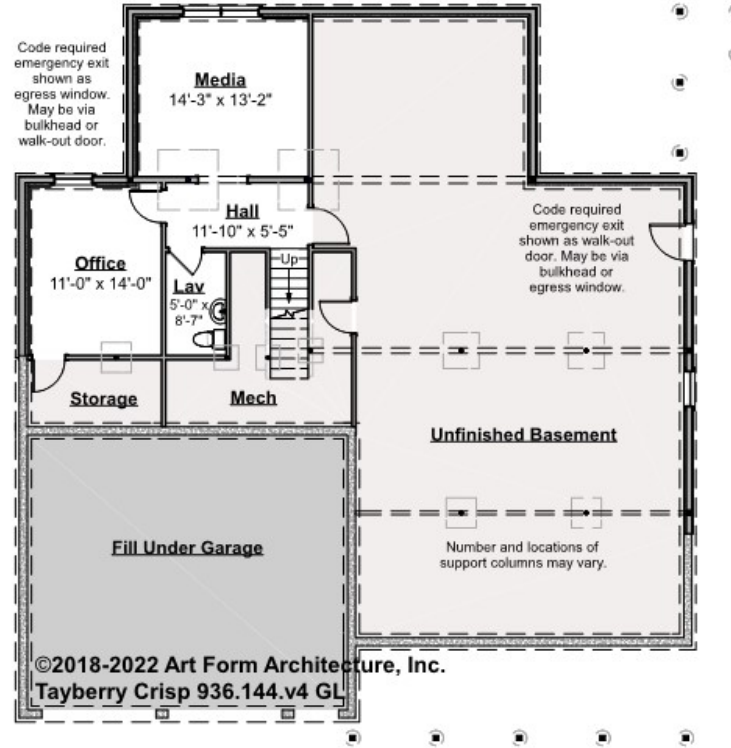 Code required
emergency exit
shown as
egress window.
May be via
bulkhead or
walk-out door.
Media
14'-3" x 13'-2"
Hall
11'-10" x 5'-5"
Office
11'-0" x 14'-0"
Lav
5'-0" x
8'-7"
Up
Code required
emergency exit
shown as walk-out
door. May be via
bulkhead or
egress window.
Storage
Mech
Unfinished Basement
Fill Under Garage
Number and locations of
support columns may vary.
©2018-2022 Art Form Architecture, Inc.
Tayberry Crisp 936.144.v4 GL